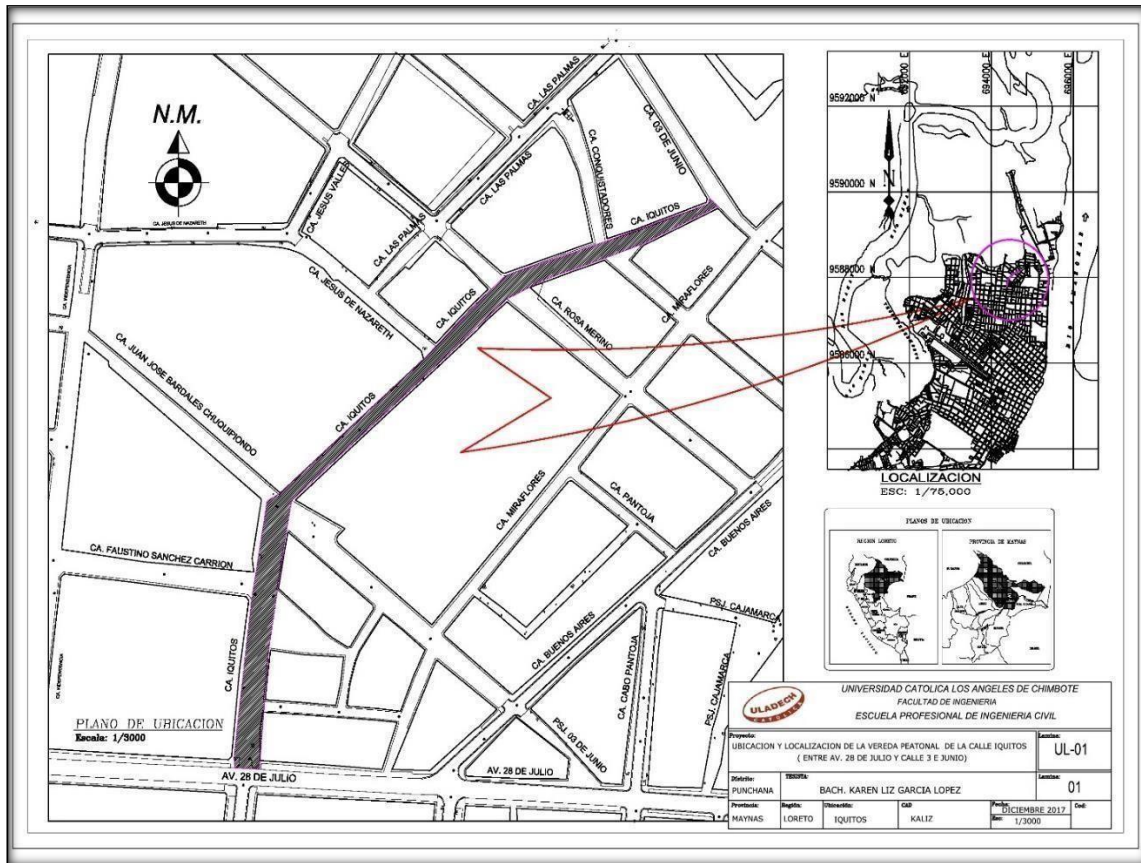 N.M.
CA. LAS PALMAS
CA. LAS PALMAS
CA. CONQUISTADORES
CA. 03 DE JUNIO
CA. JESUS VALLER
CA. JESUS DE NAZARETH
CA. LAS PALMAS
CA. IQUITOS
CA. JESUS DE NAZARETH
CA. IQUITOS
CA. ROSA MERINO
CA. MIRAFLORES
CA. INDEPENDENCIA
CA. JUAN JOSE BARDALES CHUQUIPIONDO
CA. IQUITOS
CA. MIRAFLORES
CA. PANTOJA
CA. BUENOS AIRES
CA. FAUSTINO SANCHEZ CARRION
CA. BUENOS AIRES
PSJ. CAJAMARCA
CA. INDEPENDENCIA
CA. IQUITOS
CA. CABO PANTOJA
PSJ. CAJAMARCA
PSJ. 03 DE JUNIO
AV. 28 DE JULIO
AV. 28 DE JULIO
PLANO DE UBICACION
Escala: 1/3000
694000 E
696000 E
9592000 N
9590000 N
N
9588000 N
LOCALIZACION
ESC: 1/75,000
PLANOS DE UBICACION
REGION LORETO
PROVINCIA DE MAYNAS
ULADECH
CATOLICA
UNIVERSIDAD CATOLICA LOS ANGELES DE CHIMBOTE
FACULTAD DE INGENIERIA
ESCUELA PROFESIONAL DE INGENIERIA CIVIL
Proyecto:
UBICACION Y LOCALIZACION DE LA VEREDA PEATONAL DE LA CALLE IQUITOS
( ENTRE AV. 28 DE JULIO Y CALLE 3 E JUNIO)
Lamina:
UL-01
Distrito:
PUNCHANA
TESISTA:
BACH. KAREN LIZ GARCIA LOPEZ
Lamina:
01
Provincia:
MAYNAS
Región:
LORETO
Ubicación:
IQUITOS
CAD
KALIZ
Fecha:
DICIEMBRE 2017
Esc:
1/3000
Cod: